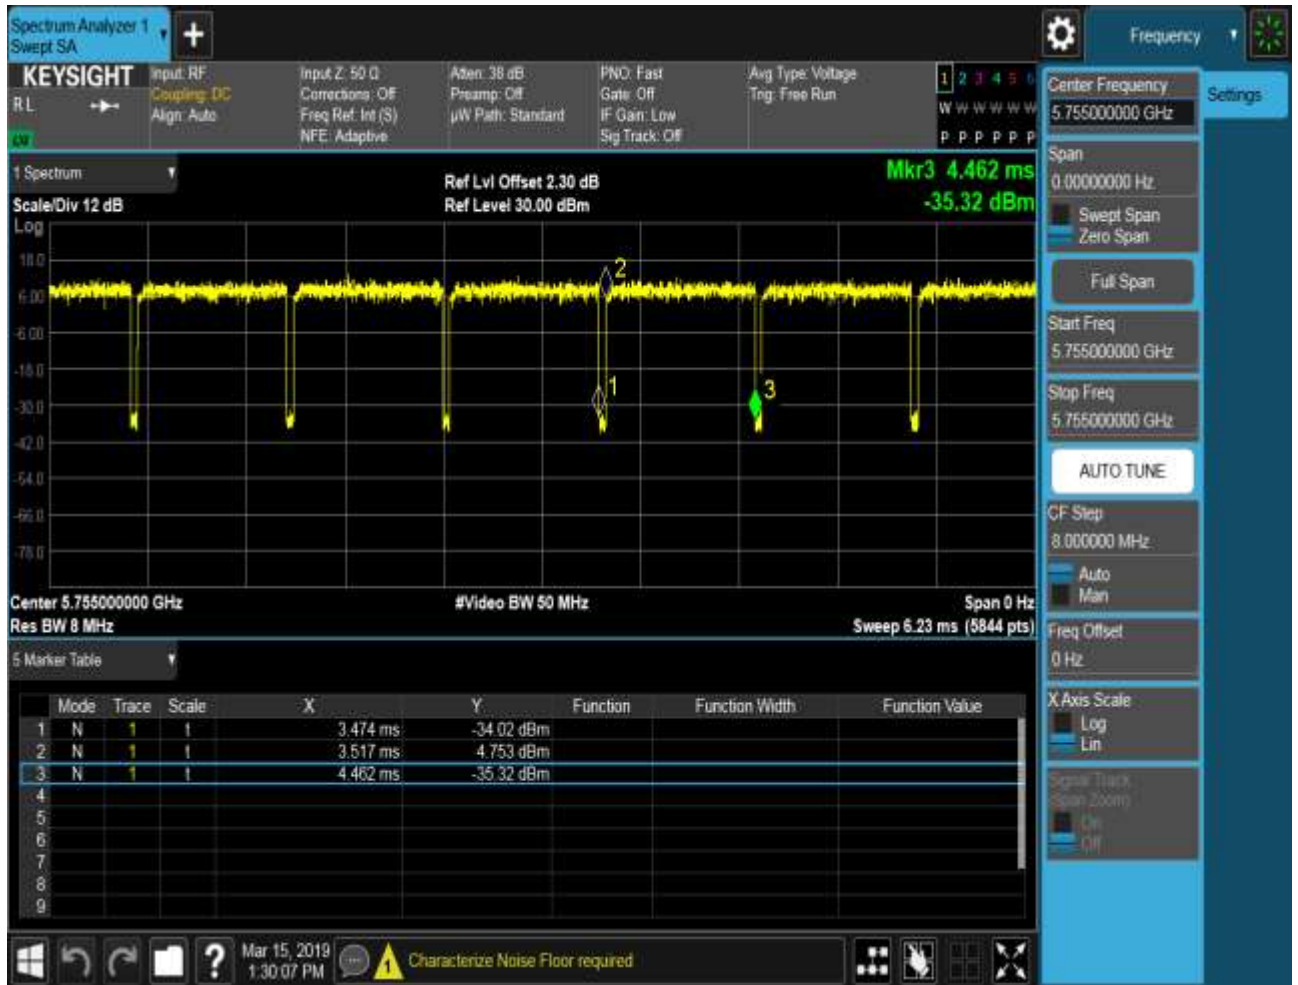 Spectrum Analyzer 1
Swept SA
+
Frequency
KEYSIGHT
RL
Input: RF
Coupling: DC
Align: Auto
Input Z: 50 Ω
Corrections: Off
Freq Ref: Int (S)
NFE: Adaptive
Atten: 38 dB
Preamp: Off
µW Path: Standard
PNO: Fast
Gate: Off
IF Gain: Low
Sig Track: Off
Avg Type: Voltage
Trig: Free Run
1 2 3 4 5 6
W W W W W W
P P P P P P
Center Frequency
5.755000000 GHz
Settings
1 Spectrum
Scale/Div 12 dB
Ref Lvl Offset 2.30 dB
Ref Level 30.00 dBm
Mkr3 4.462 ms
-35.32 dBm
Log
18.0
6.00
-6.00
-18.0
-30.0
-42.0
-54.0
-66.0
-78.0
2
1
3
Center 5.755000000 GHz
#Video BW 50 MHz
Span 0 Hz
Res BW 8 MHz
Sweep 6.23 ms (5844 pts)
Span
0.00000000 Hz
Swept Span
Zero Span
Full Span
Start Freq
5.755000000 GHz
Stop Freq
5.755000000 GHz
AUTO TUNE
CF Step
8.000000 MHz
Auto
Man
Freq Offset
0 Hz
X Axis Scale
Log
Lin
Signal Track
(Span Zoom)
On
Off
5 Marker Table
Mode Trace Scale X Y Function Function Width Function Value
1 N 1 t 3.474 ms -34.02 dBm
2 N 1 t 3.517 ms 4.753 dBm
3 N 1 t 4.462 ms -35.32 dBm
4
5
6
7
8
9
?
Mar 15, 2019
1:30:07 PM
1
Characterize Noise Floor required